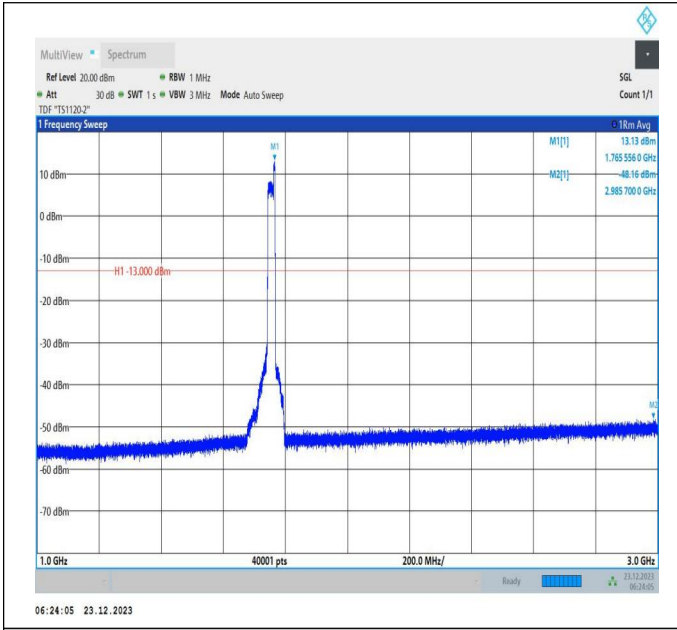 R S
MultiView Spectrum
Ref Level 20.00 dBm RBW 1 MHz SGL
Att 30 dB SWT 1 s VBW 3 MHz Mode Auto Sweep Count 1/1
TDF "TS1120-2"
1 Frequency Sweep 1Rm Avg
M1 M1[1] 13.13 dBm
1.765 556 0 GHz
10 dBm M2[1] -48.16 dBm
2.985 700 0 GHz
0 dBm
-10 dBm
H1 -13.000 dBm
-20 dBm
-30 dBm
-40 dBm
M2
-50 dBm
-60 dBm
-70 dBm
1.0 GHz 40001 pts 200.0 MHz/ 3.0 GHz
Ready 23.12.2023
06:24:05
06:24:05 23.12.2023